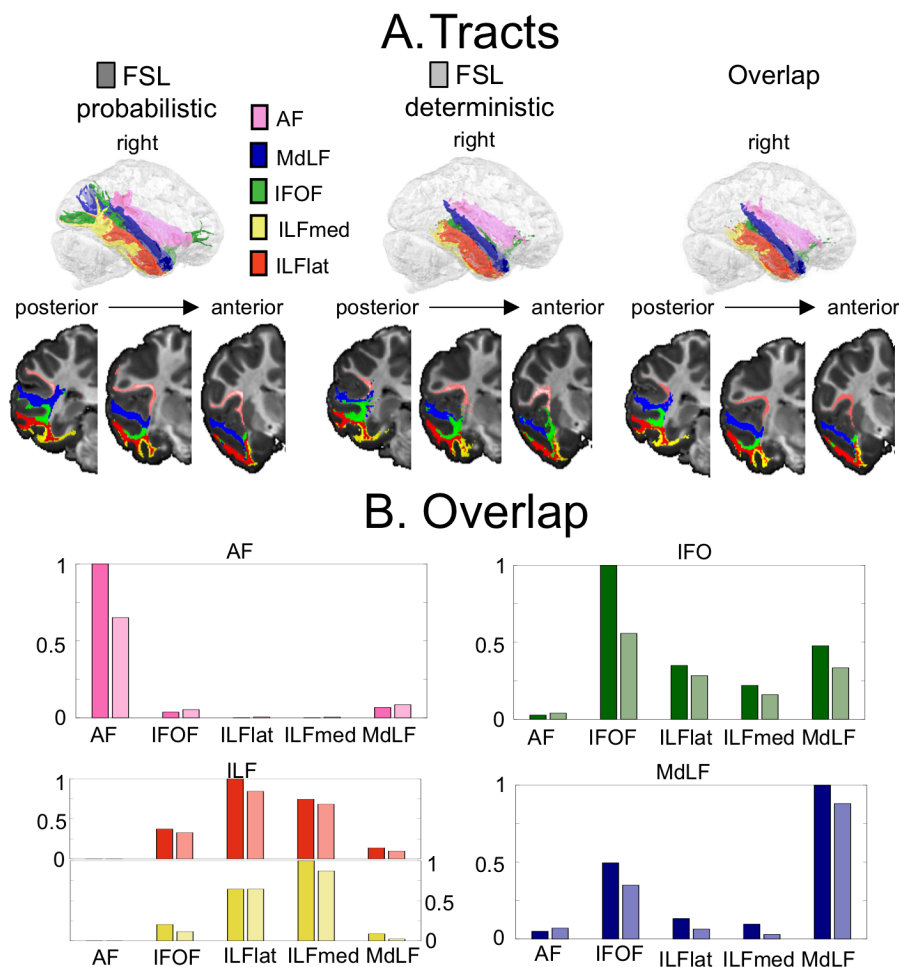 A. Tracts
FSL probabilistic
FSL deterministic
Overlap
right
right
right
AF
MdLF
IFOF
ILFmed
ILFlat
posterior anterior
posterior anterior
posterior anterior
B. Overlap
AF
1
0.5
0
AF IFOF ILFlat ILFmed MdLF
IFO
1
0.5
0
AF IFOF ILFlat ILFmed MdLF
ILF
1
0.5
0
1
0.5
0
AF IFOF ILFlat ILFmed MdLF
MdLF
1
0.5
0
AF IFOF ILFlat ILFmed MdLF